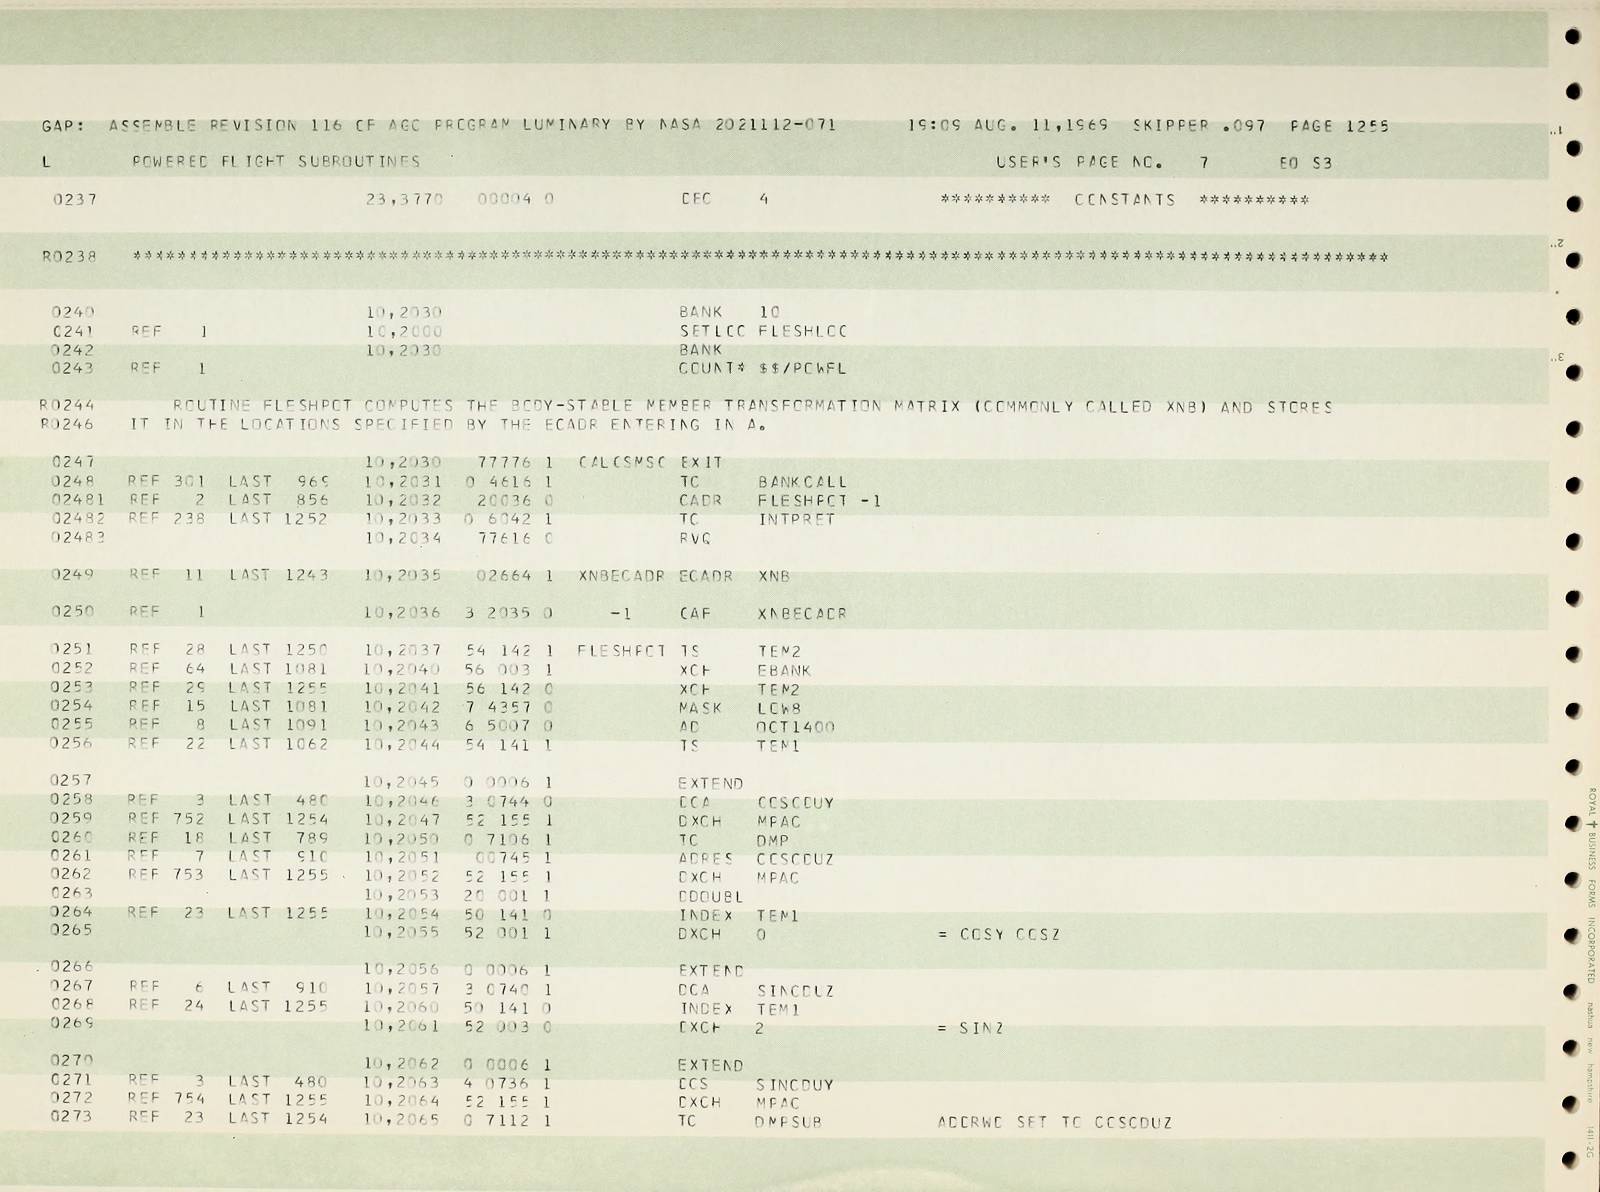 GAP: ASSEMBLE REVISION 116 OF AGC PROGRAM LUMINARY BY NASA 2021112-071 19:09 AUG. 11,1969 SKIPPER .097 PAGE 1255
L POWERED FLIGHT SUBROUTINES USER'S PAGE NO. 7 E0 S3
0237 23,3770 00004 0 DEC 4 ********** CONSTANTS **********
R0238 ****************************************************************************************************************
0240 10,2030 BANK 10
0241 REF 1 10,2000 SETLOC FLESHLOC
0242 10,2030 BANK
0243 REF 1 10,2030 COUNT* $$/POWFL
R0244 ROUTINE FLESHPOT COMPUTES THE BODY-STABLE MEMBER TRANSFORMATION MATRIX (COMMONLY CALLED XNB) AND STORES
R0246 IT IN THE LOCATIONS SPECIFIED BY THE ECADR ENTERING IN A.
0247 10,2030 77776 1 CALCSMSC EXIT
0248 REF 301 LAST 969 10,2031 0 4616 1 TC BANKCALL
02481 REF 2 LAST 856 10,2032 20036 0 CADR FLESHPOT -1
02482 REF 238 LAST 1252 10,2033 0 6042 1 TC INTPRET
02483 10,2034 77616 0 RVQ
0249 REF 11 LAST 1243 10,2035 02664 1 XNBECADR ECADR XNB
0250 REF 1 10,2036 3 2035 0 -1 CAF XNBECADR
0251 REF 28 LAST 1250 10,2037 54 142 1 FLESHPOT TS TEM2
0252 REF 64 LAST 1081 10,2040 56 003 1 XCH EBANK
0253 REF 29 LAST 1255 10,2041 56 142 0 XCH TEM2
0254 REF 15 LAST 1081 10,2042 7 4357 0 MASK LOW8
0255 REF 8 LAST 1091 10,2043 6 5007 0 AD OCT1400
0256 REF 22 LAST 1062 10,2044 54 141 1 TS TEM1
0257 10,2045 0 0006 1 EXTEND
0258 REF 3 LAST 480 10,2046 3 0744 0 DCA COSCDUY
0259 REF 752 LAST 1254 10,2047 52 155 1 DXCH MPAC
0260 REF 18 LAST 789 10,2050 0 7106 1 TC DMP
0261 REF 7 LAST 910 10,2051 00745 1 ADRES COSCDUZ
0262 REF 753 LAST 1255 10,2052 52 155 1 DXCH MPAC
0263 10,2053 20 001 1 DDOUBL
0264 REF 23 LAST 1255 10,2054 50 141 0 INDEX TEM1
0265 10,2055 52 001 1 DXCH 0 = COSY COSZ
0266 10,2056 0 0006 1 EXTEND
0267 REF 6 LAST 910 10,2057 3 0740 1 DCA SINCDUZ
0268 REF 24 LAST 1255 10,2060 50 141 0 INDEX TEM1
0269 10,2061 52 003 0 DXCH 2 = SINZ
0270 10,2062 0 0006 1 EXTEND
0271 REF 3 LAST 480 10,2063 4 0736 1 DCS SINCDUY
0272 REF 754 LAST 1255 10,2064 52 155 1 DXCH MPAC
0273 REF 23 LAST 1254 10,2065 0 7112 1 TC DMPSUB ADDRWD SET TO COSCDUZ
1"
2"
3"
ROYAL BUSINESS FORMS INCORPORATED nashua new hampshire 1411-2G